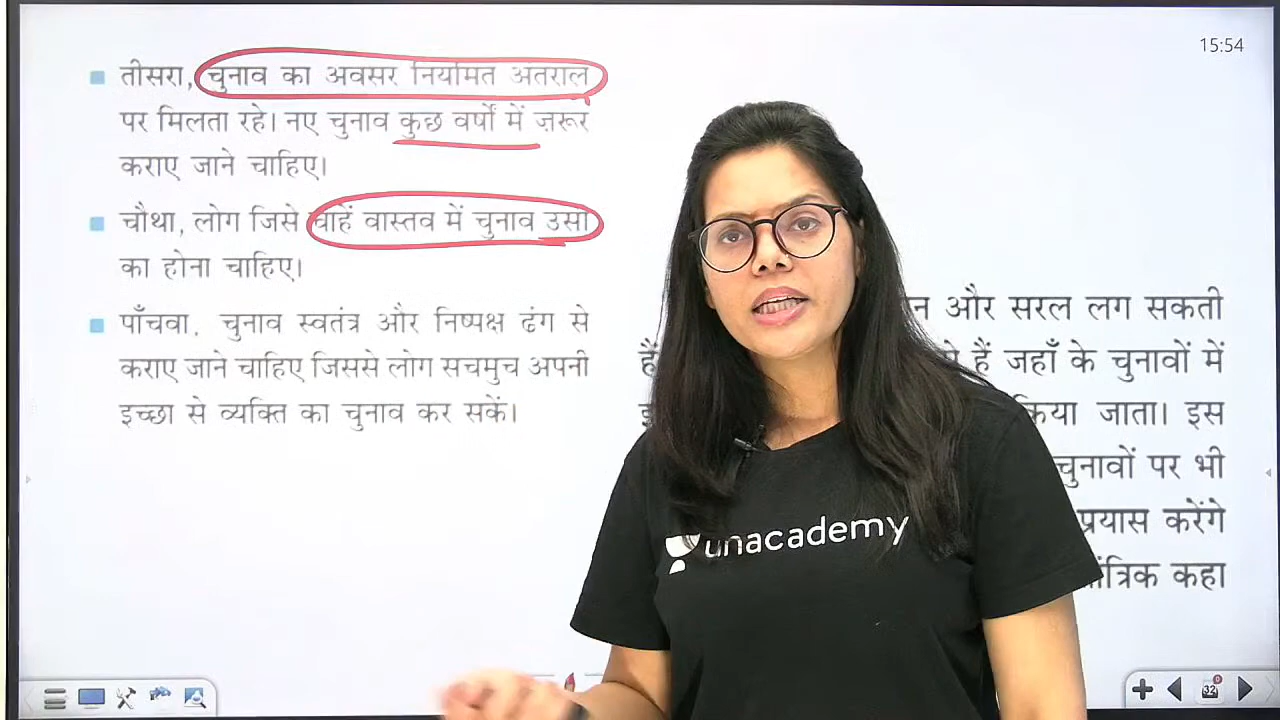 15:54
तीसरा, चुनाव का अवसर नियमित अंतराल
पर मिलता रहे। नए चुनाव कुछ वर्षों में ज़रूर
कराए जाने चाहिए।
चौथा, लोग जिसे चाहें वास्तव में चुनाव उसी
का होना चाहिए।
पाँचवा, चुनाव स्वतंत्र और निष्पक्ष ढंग से
कराए जाने चाहिए जिससे लोग सचमुच अपनी
इच्छा से व्यक्ति का चुनाव कर सकें।
और सरल लग सकती
हैं जहाँ के चुनावों में
किया जाता। इस
चुनावों पर भी
प्रयास करेंगे
कहा
unacademy
32